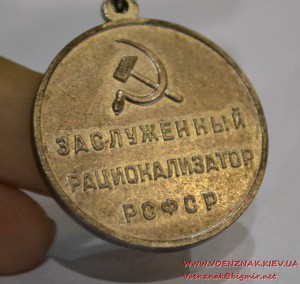 ЗАСЛУЖЕННЫЙ
РАЦИОНАЛИЗАТОР
РСФСР
WWW.VOENZNAK.KIEV.UA
Voenznak@bigmir.net